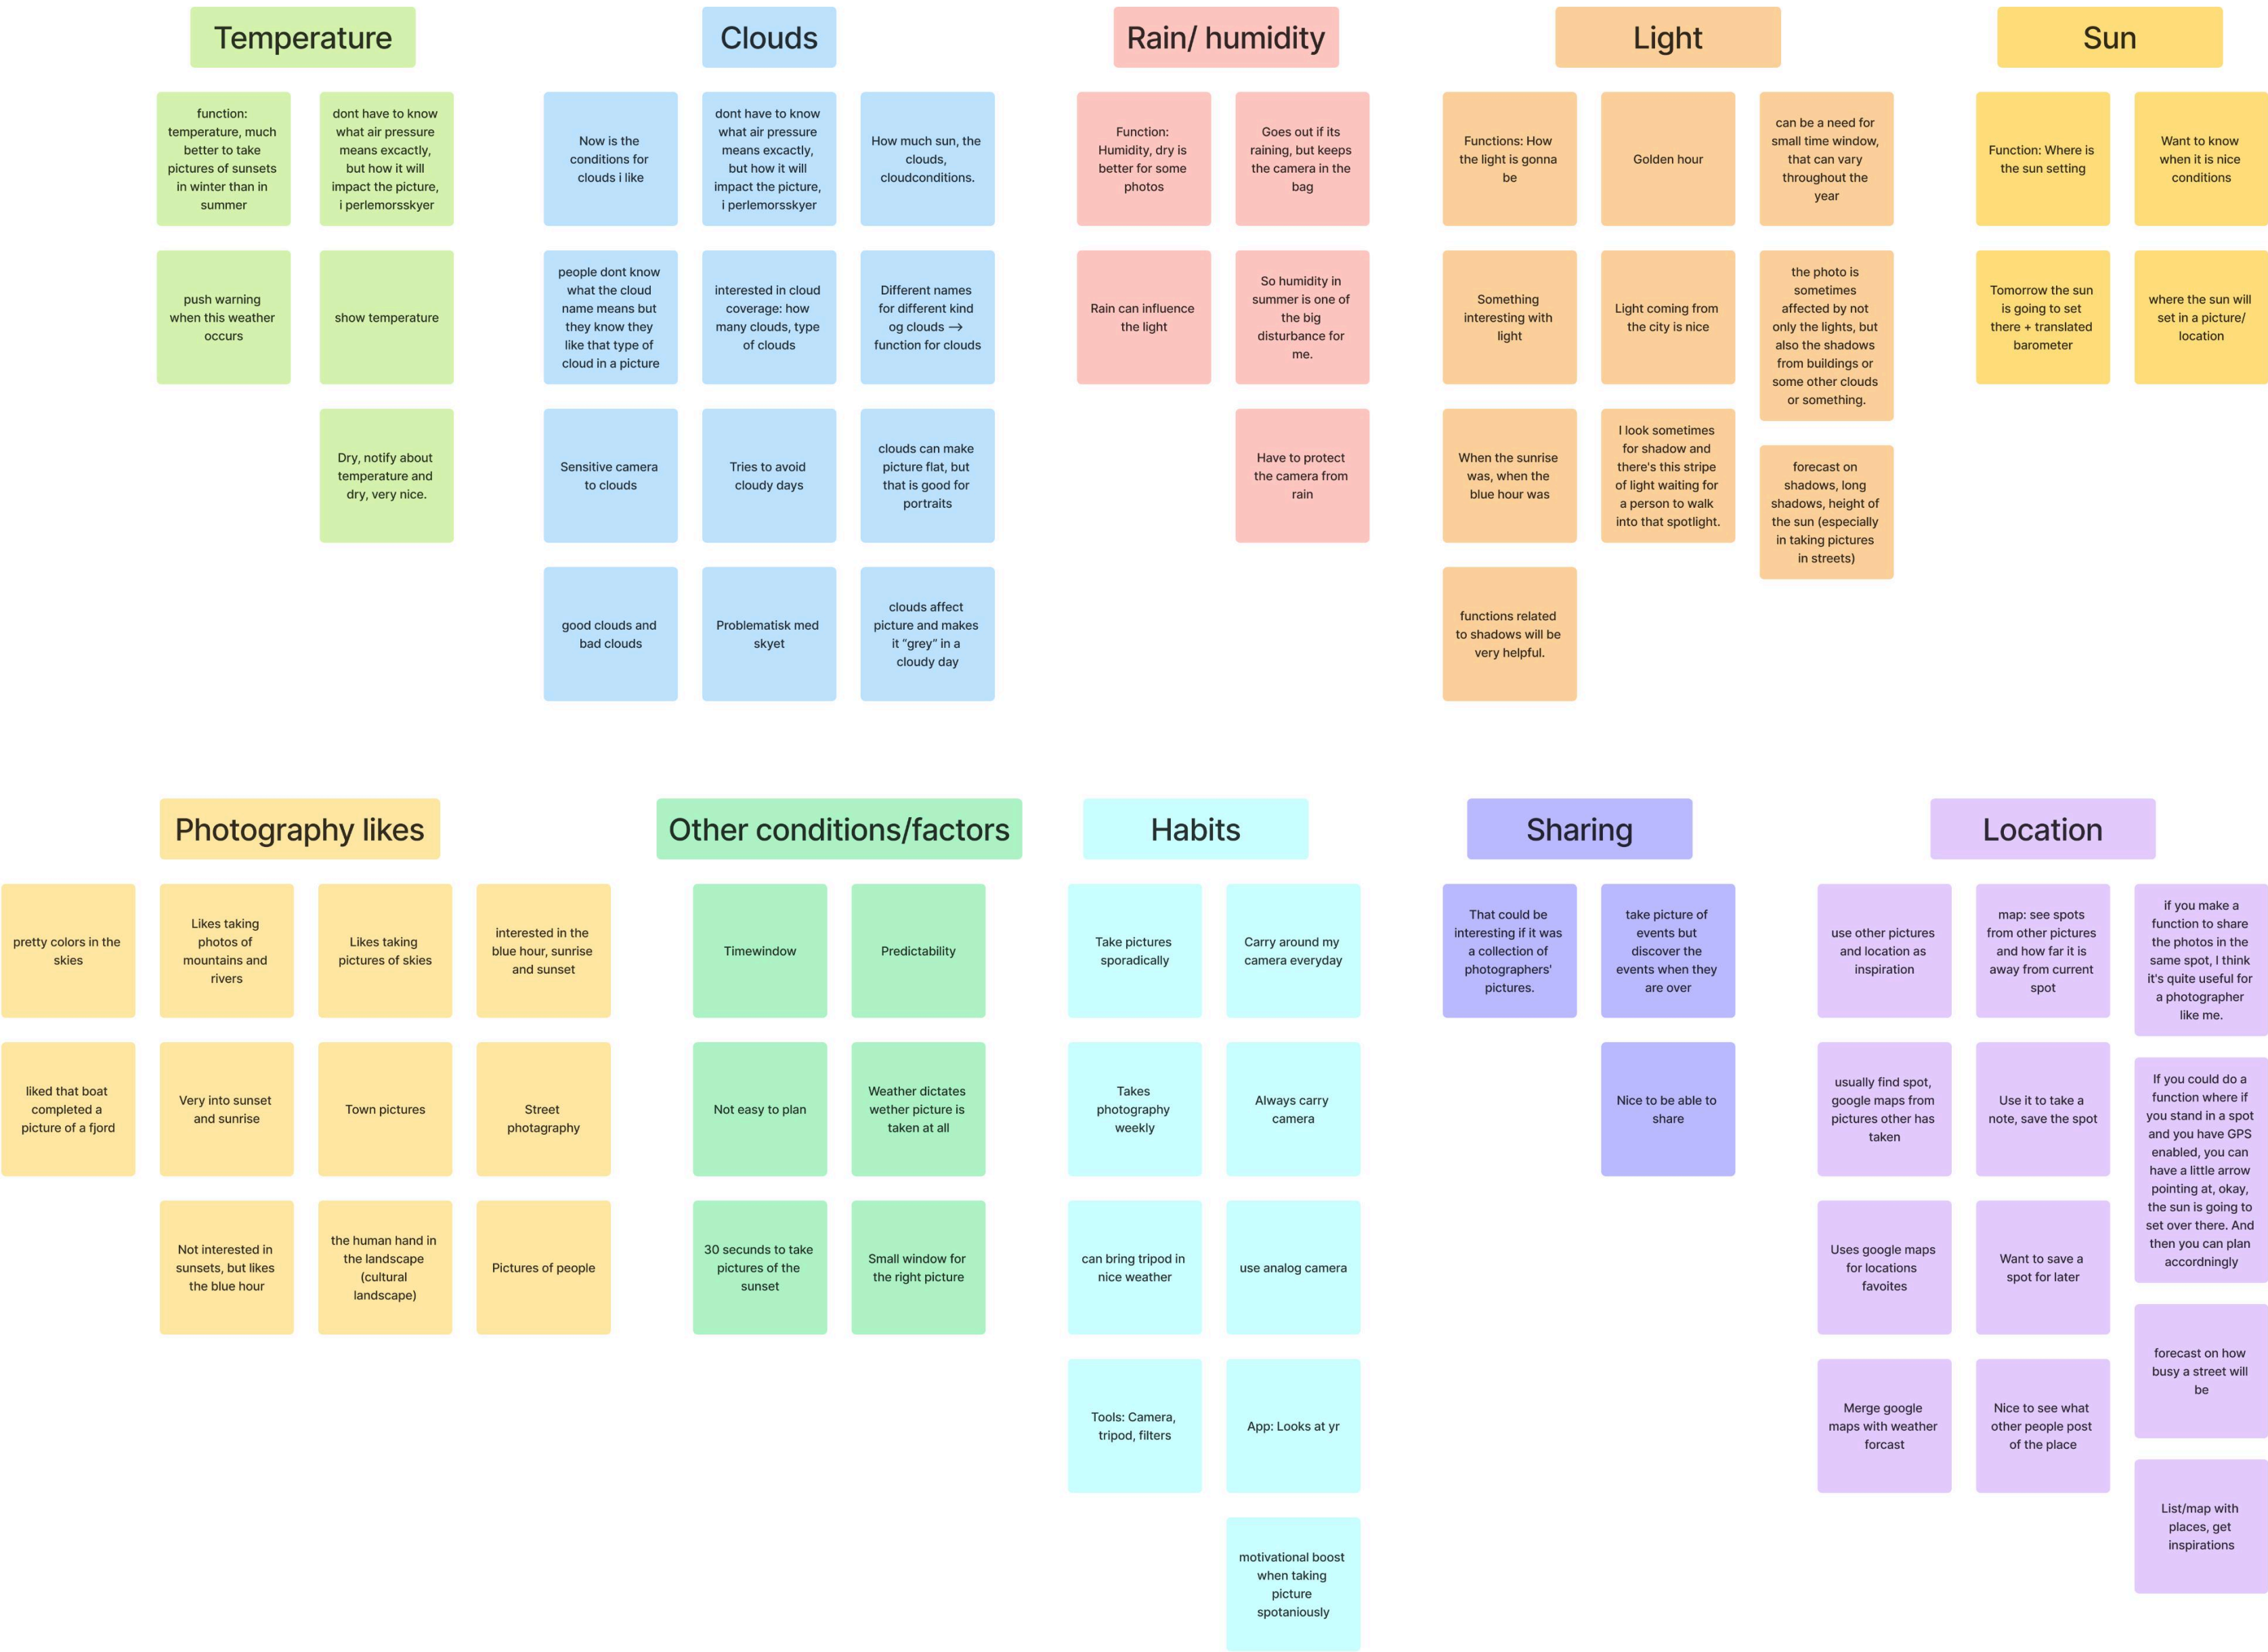 Temperature
function:
temperature, much
better to take
pictures of sunsets
in winter than in
summer
dont have to know
what air pressure
means excactly,
but how it will
impact the picture,
i perlemorsskyer
push warning
when this weather
occurs
show temperature
Dry, notify about
temperature and
dry, very nice.
Clouds
Now is the
conditions for
clouds i like
dont have to know
what air pressure
means excactly,
but how it will
impact the picture,
i perlemorsskyer
How much sun, the
clouds,
cloudconditions.
people dont know
what the cloud
name means but
they know they
like that type of
cloud in a picture
interested in cloud
coverage: how
many clouds, type
of clouds
Different names
for different kind
og clouds →
function for clouds
Sensitive camera
to clouds
Tries to avoid
cloudy days
clouds can make
picture flat, but
that is good for
portraits
good clouds and
bad clouds
Problematisk med
skyet
clouds affect
picture and makes
it “grey” in a
cloudy day
Rain/ humidity
Function:
Humidity, dry is
better for some
photos
Goes out if its
raining, but keeps
the camera in the
bag
Rain can influence
the light
So humidity in
summer is one of
the big
disturbance for
me.
Have to protect
the camera from
rain
Light
Functions: How
the light is gonna
be
Golden hour
can be a need for
small time window,
that can vary
throughout the
year
Something
interesting with
light
Light coming from
the city is nice
the photo is
sometimes
affected by not
only the lights, but
also the shadows
from buildings or
some other clouds
or something.
When the sunrise
was, when the
blue hour was
I look sometimes
for shadow and
there's this stripe
of light waiting for
a person to walk
into that spotlight.
forecast on
shadows, long
shadows, height of
the sun (especially
in taking pictures
in streets)
functions related
to shadows will be
very helpful.
Sun
Function: Where is
the sun setting
Want to know
when it is nice
conditions
Tomorrow the sun
is going to set
there + translated
barometer
where the sun will
set in a picture/
location
Photography likes
pretty colors in the
skies
Likes taking
photos of
mountains and
rivers
Likes taking
pictures of skies
interested in the
blue hour, sunrise
and sunset
liked that boat
completed a
picture of a fjord
Very into sunset
and sunrise
Town pictures
Street
photagraphy
Not interested in
sunsets, but likes
the blue hour
the human hand in
the landscape
(cultural
landscape)
Pictures of people
Other conditions/factors
Timewindow
Predictability
Not easy to plan
Weather dictates
wether picture is
taken at all
30 seconds to take
pictures of the
sunset
Small window for
the right picture
Habits
Take pictures
sporadically
Carry around my
camera everyday
Takes
photography
weekly
Always carry
camera
can bring tripod in
nice weather
use analog camera
Tools: Camera,
tripod, filters
App: Looks at yr
motivational boost
when taking
picture
spotaniously
Sharing
That could be
interesting if it was
a collection of
photographers'
pictures.
take picture of
events but
discover the
events when they
are over
Nice to be able to
share
Location
use other pictures
and location as
inspiration
map: see spots
from other pictures
and how far it is
away from current
spot
if you make a
function to share
the photos in the
same spot, I think
it's quite useful for
a photographer
like me.
usually find spot,
google maps from
pictures other has
taken
Use it to take a
note, save the spot
If you could do a
function where if
you stand in a spot
and you have GPS
enabled, you can
have a little arrow
pointing at, okay,
the sun is going to
set over there. And
then you can plan
accordningly
Uses google maps
for locations
favoites
Want to save a
spot for later
forecast on how
busy a street will
be
Merge google
maps with weather
forcast
Nice to see what
other people post
of the place
List/map with
places, get
inspirations